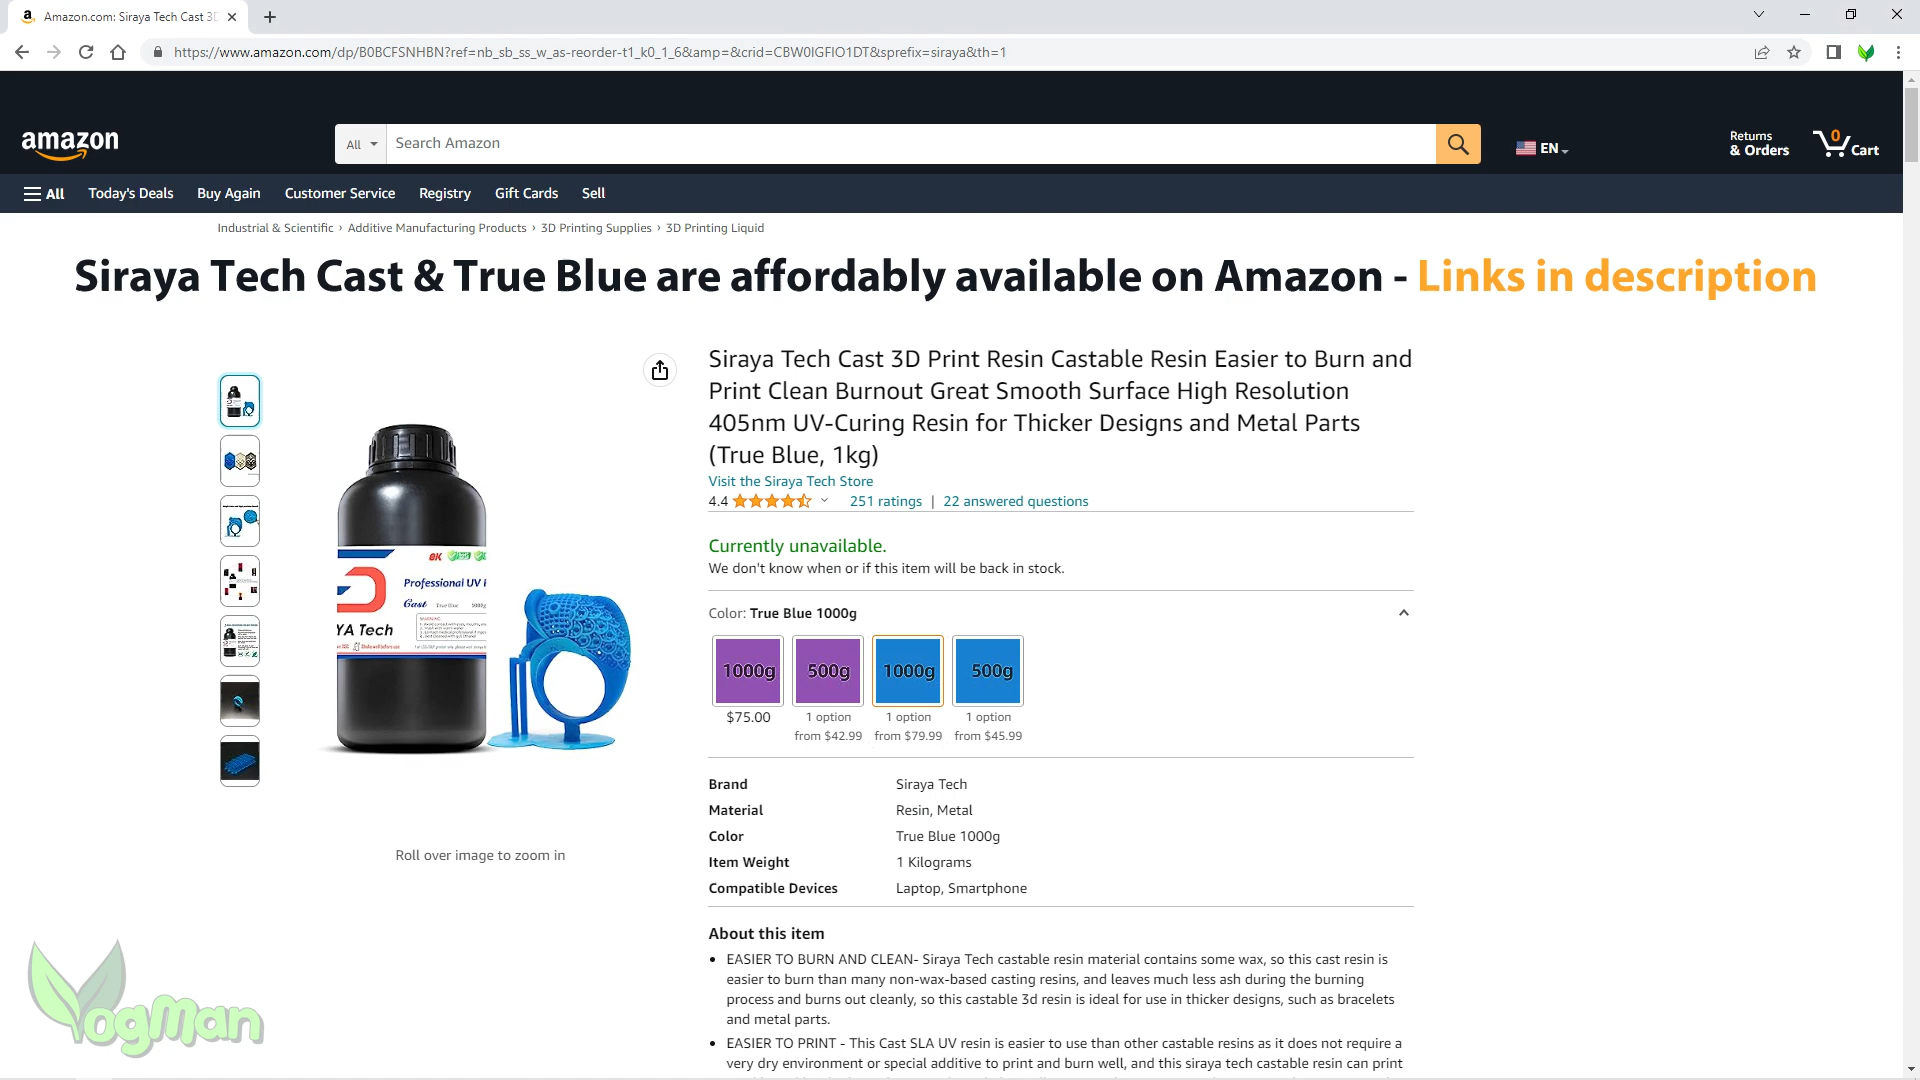 Amazon.com: Siraya Tech Cast 3D
https://www.amazon.com/dp/B0BCFSNHBN?ref=nb_sb_ss_w_as-reorder-t1_k0_1_6&amp=&crid=CBW0IGFIO1DT&sprefix=siraya&th=1
amazon
All
Search Amazon
EN
Returns
& Orders
0
Cart
All
Today's Deals
Buy Again
Customer Service
Registry
Gift Cards
Sell
Industrial & Scientific › Additive Manufacturing Products › 3D Printing Supplies › 3D Printing Liquid
Siraya Tech Cast & True Blue are affordably available on Amazon - Links in description
Siraya Tech Cast 3D Print Resin Castable Resin Easier to Burn and
Print Clean Burnout Great Smooth Surface High Resolution
405nm UV-Curing Resin for Thicker Designs and Metal Parts
(True Blue, 1kg)
Visit the Siraya Tech Store
4.4
251 ratings | 22 answered questions
Currently unavailable.
We don't know when or if this item will be back in stock.
Professional UV
Cast True Blue
YA Tech
Color: True Blue 1000g
1000g 500g 1000g 500g
$75.00 1 option 1 option 1 option
from $42.99 from $79.99 from $45.99
Brand Siraya Tech
Material Resin, Metal
Color True Blue 1000g
Item Weight 1 Kilograms
Compatible Devices Laptop, Smartphone
Roll over image to zoom in
About this item
• EASIER TO BURN AND CLEAN- Siraya Tech castable resin material contains some wax, so this cast resin is
easier to burn than many non-wax-based casting resins, and leaves much less ash during the burning
process and burns out cleanly, so this castable 3d resin is ideal for use in thicker designs, such as bracelets
and metal parts.
• EASIER TO PRINT - This Cast SLA UV resin is easier to use than other castable resins as it does not require a
very dry environment or special additive to print and burn well, and this siraya tech castable resin can print
YogMan